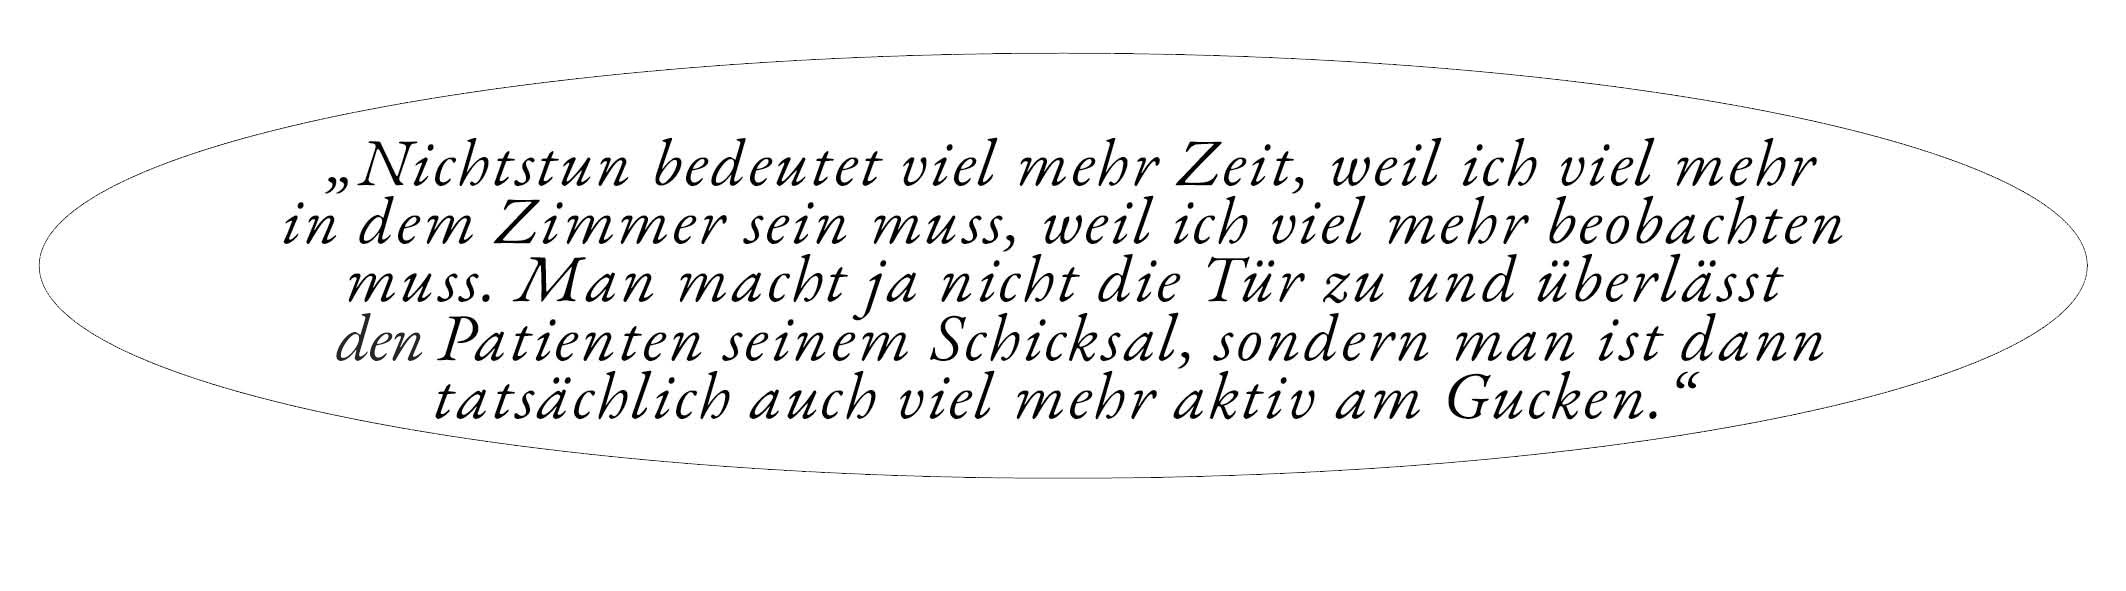 „Nichtstun bedeutet viel mehr Zeit, weil ich viel mehr
in dem Zimmer sein muss, weil ich viel mehr beobachten
muss. Man macht ja nicht die Tür zu und überlässt
den Patienten seinem Schicksal, sondern man ist dann
tatsächlich auch viel mehr aktiv am Gucken.“